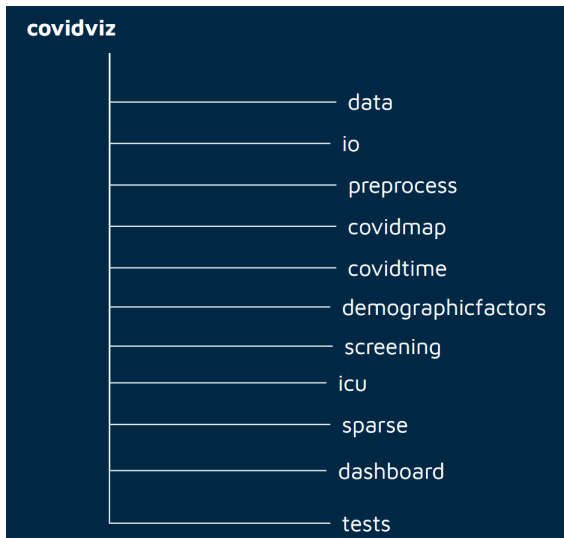 covidviz
data
io
preprocess
covidmap
covidtime
demographicfactors
screening
icu
sparse
dashboard
tests